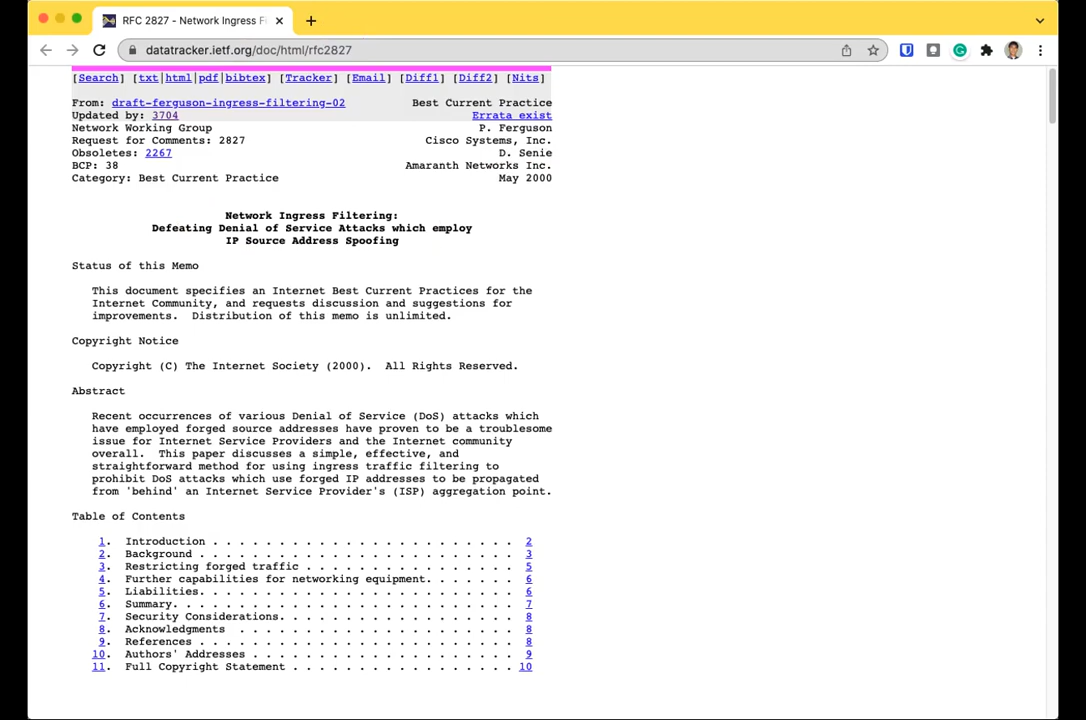 RFC 2827 - Network Ingress F
datatracker.ietf.org/doc/html/rfc2827
[Search] [txt|html|pdf|bibtex] [Tracker] [Email] [Diff1] [Diff2] [Nits]
From: draft-ferguson-ingress-filtering-02 Best Current Practice
Updated by: 3704 Errata exist
Network Working Group P. Ferguson
Request for Comments: 2827 Cisco Systems, Inc.
Obsoletes: 2267 D. Senie
BCP: 38 Amaranth Networks Inc.
Category: Best Current Practice May 2000
Network Ingress Filtering:
Defeating Denial of Service Attacks which employ
IP Source Address Spoofing
Status of this Memo
This document specifies an Internet Best Current Practices for the
Internet Community, and requests discussion and suggestions for
improvements. Distribution of this memo is unlimited.
Copyright Notice
Copyright (C) The Internet Society (2000). All Rights Reserved.
Abstract
Recent occurrences of various Denial of Service (DoS) attacks which
have employed forged source addresses have proven to be a troublesome
issue for Internet Service Providers and the Internet community
overall. This paper discusses a simple, effective, and
straightforward method for using ingress traffic filtering to
prohibit DoS attacks which use forged IP addresses to be propagated
from 'behind' an Internet Service Provider's (ISP) aggregation point.
Table of Contents
1. Introduction . . . . . . . . . . . . . . . . . . . . . . . 2
2. Background . . . . . . . . . . . . . . . . . . . . . . . . 3
3. Restricting forged traffic . . . . . . . . . . . . . . . . 5
4. Further capabilities for networking equipment. . . . . . . 6
5. Liabilities. . . . . . . . . . . . . . . . . . . . . . . . 6
6. Summary. . . . . . . . . . . . . . . . . . . . . . . . . . 7
7. Security Considerations. . . . . . . . . . . . . . . . . . 8
8. Acknowledgments . . . . . . . . . . . . . . . . . . . . . 8
9. References . . . . . . . . . . . . . . . . . . . . . . . . 8
10. Authors' Addresses . . . . . . . . . . . . . . . . . . . . 9
11. Full Copyright Statement . . . . . . . . . . . . . . . . . 10